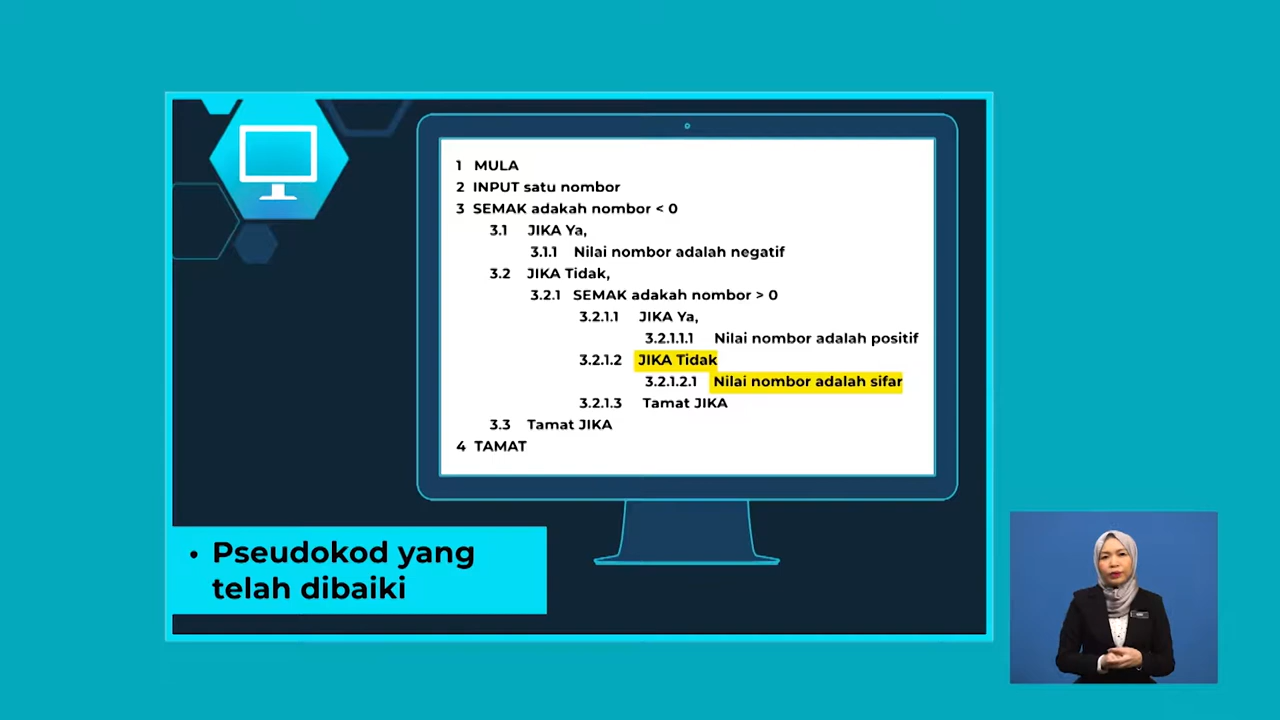 1 MULA
2 INPUT satu nombor
3 SEMAK adakah nombor < 0
3.1 JIKA Ya,
3.1.1 Nilai nombor adalah negatif
3.2 JIKA Tidak,
3.2.1 SEMAK adakah nombor > 0
3.2.1.1 JIKA Ya,
3.2.1.1.1 Nilai nombor adalah positif
3.2.1.2 JIKA Tidak
3.2.1.2.1 Nilai nombor adalah sifar
3.2.1.3 Tamat JIKA
3.3 Tamat JIKA
4 TAMAT
• Pseudokod yang
telah dibaiki